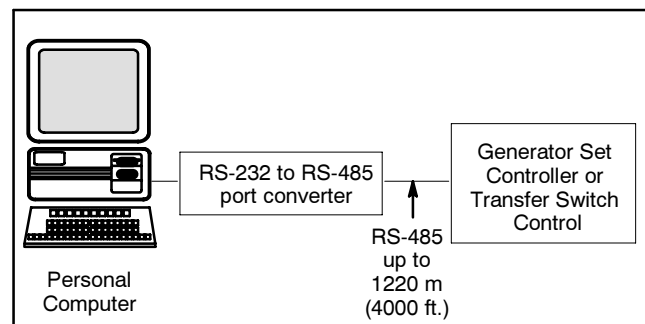 Personal
Computer
RS-232 to RS-485
port converter
RS-485
up to
1220 m
(4000 ft.)
Generator Set
Controller or
Transfer Switch
Control